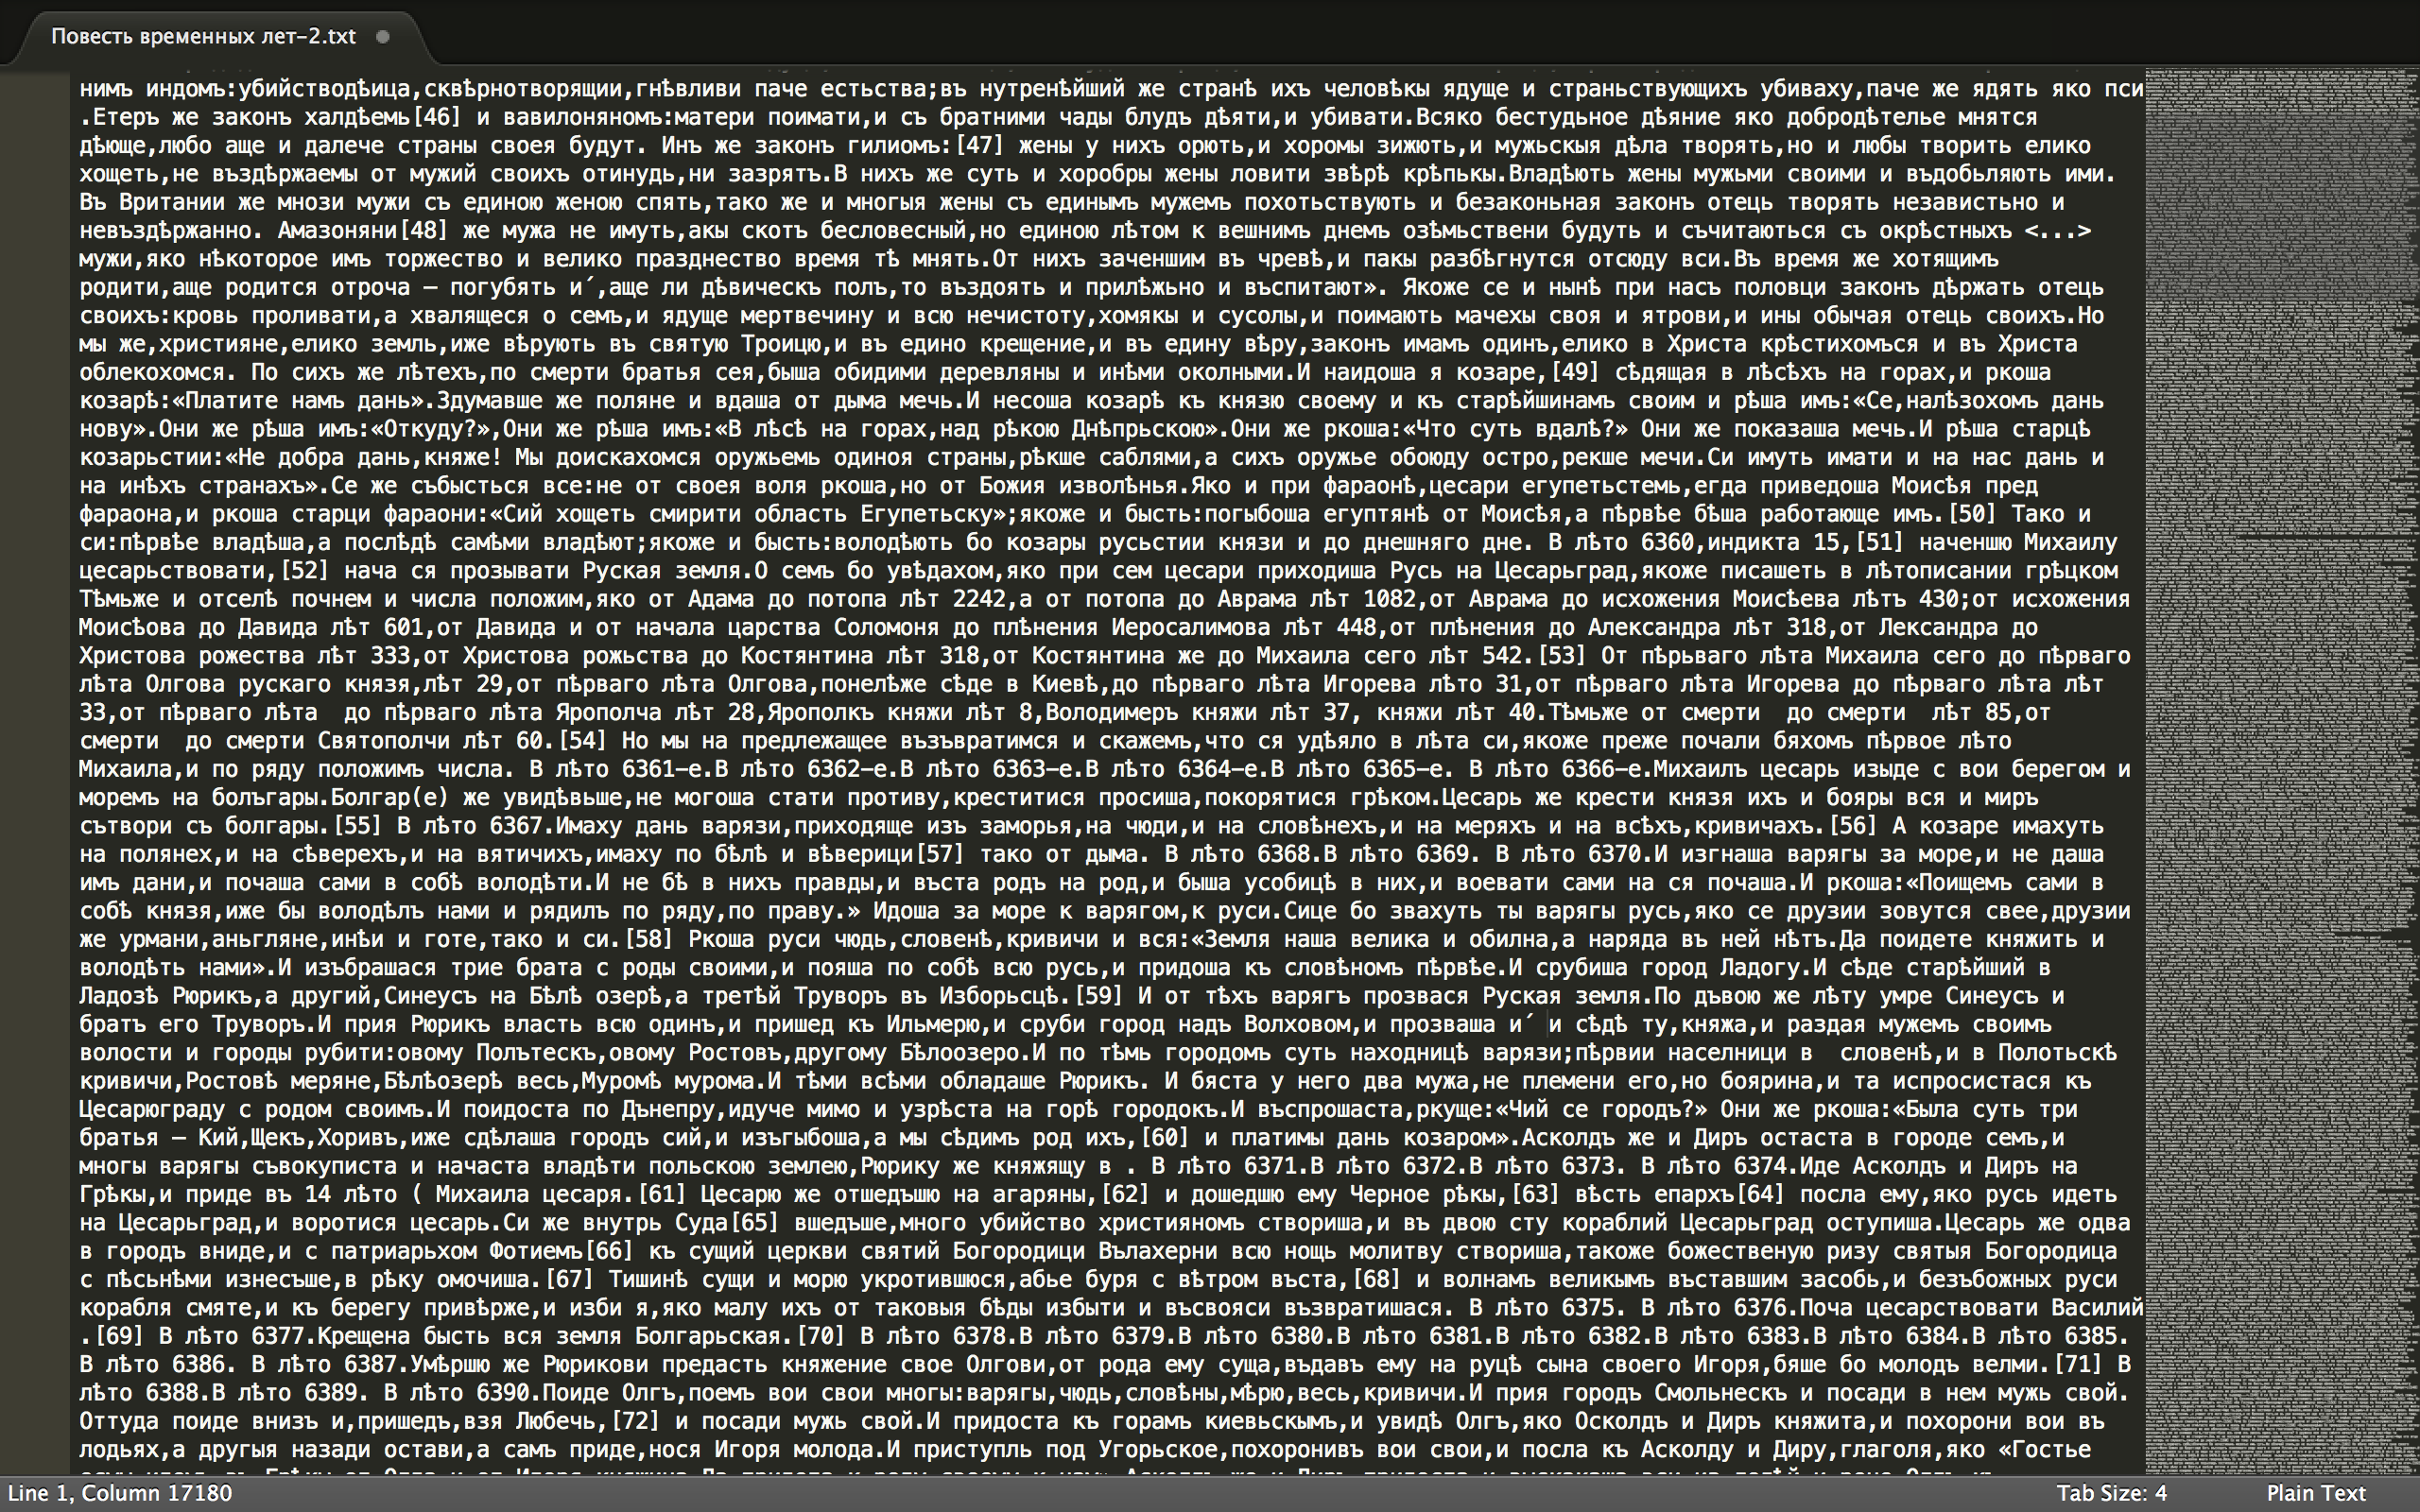 Повесть временных лет-2.txt
нимъ индомъ:убийстводѣица,сквѣрнотворящии,гнѣвливи паче естьства;въ нутренѣйший же странѣ ихъ человѣкы ядуще и страньствующихъ убиваху,паче же ядять яко пси
.Етеръ же законъ халдѣемь[46] и вавилоняномъ:матери поимати,и съ братними чады блудъ дѣяти,и убивати.Всяко бестудьное дѣяние яко добродѣтелье мнятся
дѣюще,любо аще и далече страны своея будут. Инъ же законъ гилиомъ:[47] жены у нихъ орють,и хоромы зижють,и мужьскыя дѣла творять,но и любы творить елико
хощеть,не въздѣржаемы от мужий своихъ отинудь,ни зазрятъ.В нихъ же суть и хоробры жены ловити звѣрѣ крѣпькы.Владѣють жены мужьми своими и въдобьляють ими.
Въ Британии же мнози мужи съ единою женою спять,тако же и многыя жены съ единымъ мужемъ похотьствують и безаконьная законъ отець творять независтьно и
невъздѣржанно. Амазоняни[48] же мужа не имуть,акы скотъ бесловесный,но единою лѣтом к вешнимъ днемъ озѣмьствени будуть и съчитаються съ окрѣстныхъ <...>
мужи,яко нѣкоторое имъ торжество и велико празднество время тѣ мнять.От нихъ заченшим въ чревѣ,и пакы разбѣгнутся отсюду вси.Въ время же хотящимъ
родити,аще родится отроча — погубять и´,аще ли дѣвическъ полъ,то въздоять и прилѣжьно и въспитают». Якоже се и нынѣ при насъ половци законъ дѣржать отець
своихъ:кровь проливати,а хвалящеся о семъ,и ядуще мертвечину и всю нечистоту,хомякы и сусолы,и поимають мачехы своя и ятрови,и ины обычая отець своихъ.Но
мы же,християне,елико земль,иже вѣрують въ святую Троицю,и въ едино крещение,и въ едину вѣру,законъ имамъ одинъ,елико в Христа крѣстихомъся и въ Христа
облекохомся. По сихъ же лѣтехъ,по смерти братья сея,быша обидими деревляны и инѣми околными.И наидоша я козаре,[49] сѣдящая в лѣсѣхъ на горах,и ркоша
козарѣ:«Платите намъ дань».Здумавше же поляне и вдаша от дыма мечь.И несоша козарѣ къ князю своему и къ старѣйшинамъ своим и рѣша имъ:«Се,налѣзохомъ дань
нову».Они же рѣша имъ:«Откуду?»,Они же рѣша имъ:«В лѣсѣ на горах,над рѣкою Днѣпрьскою».Они же ркоша:«Что суть вдалѣ?» Они же показаша мечь.И рѣша старцѣ
козарьстии:«Не добра дань,княже! Мы доискахомся оружьемь одиноя страны,рѣкше саблями,а сихъ оружье обоюду остро,рекше мечи.Си имуть имати и на нас дань и
на инѣхъ странахъ».Се же събысться все:не от своея воля ркоша,но от Божия изволѣнья.Яко и при фараонѣ,цесари егупетьстемь,егда приведоша Моисѣя пред
фараона,и ркоша старци фараони:«Сий хощеть смирити область Егупетьску»;якоже и бысть:погыбоша егуптянѣ от Моисѣя,а пѣрвѣе бѣша работающе имъ.[50] Тако и
си:пѣрвѣе владѣша,а послѣдѣ самѣми владѣют;якоже и бысть:володѣють бо козары русьстии князи и до днешняго дне. В лѣто 6360,индикта 15,[51] наченшю Михаилу
цесарьствовати,[52] нача ся прозывати Руская земля.О семъ бо увѣдахом,яко при сем цесари приходиша Русь на Цесарьград,якоже писашеть в лѣтописании грѣцком
Тѣмьже и отселѣ почнем и числа положим,яко от Адама до потопа лѣт 2242,а от потопа до Аврама лѣт 1082,от Аврама до исхожения Моисѣева лѣтъ 430;от исхожения
Моисѣова до Давида лѣт 601,от Давида и от начала царства Соломоня до плѣнения Иеросалимова лѣт 448,от плѣнения до Александра лѣт 318,от Лександра до
Христова рожества лѣт 333,от Христова рожьства до Костянтина лѣт 318,от Костянтина же до Михаила сего лѣт 542.[53] От пѣрьваго лѣта Михаила сего до пѣрваго
лѣта Олгова рускаго князя,лѣт 29,от пѣрваго лѣта Олгова,понелѣже сѣде в Киевѣ,до пѣрваго лѣта Игорева лѣто 31,от пѣрваго лѣта Игорева до пѣрваго лѣта лѣт
33,от пѣрваго лѣта  до пѣрваго лѣта Ярополча лѣт 28,Ярополкъ княжи лѣт 8,Володимеръ княжи лѣт 37, княжи лѣт 40.Тѣмьже от смерти  до смерти  лѣт 85,от
смерти  до смерти Святополчи лѣт 60.[54] Но мы на предлежащее възъвратимся и скажемъ,что ся удѣяло в лѣта си,якоже преже почали бяхомъ пѣрвое лѣто
Михаила,и по ряду положимъ числа. В лѣто 6361—е.В лѣто 6362—е.В лѣто 6363—е.В лѣто 6364—е.В лѣто 6365—е. В лѣто 6366—е.Михаилъ цесарь изыде с вои берегом и
моремъ на болъгары.Болгар(е) же увидѣвьше,не могоша стати противу,креститися просиша,покорятися грѣком.Цесарь же крести князя ихъ и бояры вся и миръ
сътвори съ болгары.[55] В лѣто 6367.Имаху дань варязи,приходяще изъ заморья,на чюди,и на словѣнехъ,и на меряхъ и на всѣхъ,кривичахъ.[56] А козаре имахуть
на полянех,и на сѣверехъ,и на вятичихъ,имаху по бѣлѣ и вѣверици[57] тако от дыма. В лѣто 6368.В лѣто 6369. В лѣто 6370.И изгнаша варягы за море,и не даша
имъ дани,и почаша сами в собѣ володѣти.И не бѣ в нихъ правды,и въста родъ на род,и быша усобицѣ в них,и воевати сами на ся почаша.И ркоша:«Поищемъ сами в
собѣ князя,иже бы володѣлъ нами и рядилъ по ряду,по праву.» Идоша за море к варягом,к руси.Сице бо звахуть ты варягы русь,яко се друзии зовутся свее,друзии
же урмани,аньгляне,инѣи и готе,тако и си.[58] Ркоша руси чюдь,словенѣ,кривичи и вся:«Земля наша велика и обилна,а наряда въ ней нѣтъ.Да поидете княжить и
володѣть нами».И изъбрашася трие брата с роды своими,и пояша по собѣ всю русь,и придоша къ словѣномъ пѣрвѣе.И срубиша город Ладогу.И сѣде старѣйший в
Ладозѣ Рюрикъ,а другий,Синеусъ на Бѣлѣ озерѣ,а третѣй Труворъ въ Изборьсцѣ.[59] И от тѣхъ варягъ прозвася Руская земля.По дъвою же лѣту умре Синеусъ и
братъ его Труворъ.И прия Рюрикъ власть всю одинъ,и пришед къ Ильмерю,и сруби город надъ Волховом,и прозваша и´ и сѣдѣ ту,княжа,и раздая мужемъ своимъ
волости и городы рубити:овому Полътескъ,овому Ростовъ,другому Бѣлоозеро.И по тѣмь городомъ суть находницѣ варязи;пѣрвии населници в  словенѣ,и в Полотьскѣ
кривичи,Ростовѣ меряне,Бѣлѣозерѣ весь,Муромѣ мурома.И тѣми всѣми обладаше Рюрикъ. И бяста у него два мужа,не племени его,но боярина,и та испросистася къ
Цесарюграду с родом своимъ.И поидоста по Дънепру,идуче мимо и узрѣста на горѣ городокъ.И въспрошаста,ркуще:«Чий се городъ?» Они же ркоша:«Была суть три
братья — Кий,Щекъ,Хоривъ,иже сдѣлаша городъ сий,и изъгыбоша,а мы сѣдимъ род ихъ,[60] и платимы дань козаром».Асколдъ же и Диръ остаста в городе семъ,и
многы варягы съвокуписта и начаста владѣти польскою землею,Рюрику же княжящу в . В лѣто 6371.В лѣто 6372.В лѣто 6373. В лѣто 6374.Иде Асколдъ и Диръ на
Грѣкы,и приде въ 14 лѣто ( Михаила цесаря.[61] Цесарю же отшедъшю на агаряны,[62] и дошедшю ему Черное рѣкы,[63] вѣсть епархъ[64] посла ему,яко русь идеть
на Цесарьград,и воротися цесарь.Си же внутрь Суда[65] вшедъше,много убийство християномъ створиша,и въ двою сту кораблий Цесарьград оступиша.Цесарь же одва
в городъ вниде,и с патриарьхом Фотиемъ[66] къ сущий церкви святий Богородици Вълахерни всю нощь молитву створиша,такоже божественую ризу святыя Богородица
с пѣсьнѣми изнесъше,в рѣку омочиша.[67] Тишинѣ сущи и морю укротившюся,абье буря с вѣтром въста,[68] и волнамъ великымъ въставшим засобь,и безъбожных руси
корабля смяте,и къ берегу привѣрже,и изби я,яко малу ихъ от таковыя бѣды избыти и въсвояси възвратишася. В лѣто 6375. В лѣто 6376.Поча цесарствовати Василий
.[69] В лѣто 6377.Крещена бысть вся земля Болгарьская.[70] В лѣто 6378.В лѣто 6379.В лѣто 6380.В лѣто 6381.В лѣто 6382.В лѣто 6383.В лѣто 6384.В лѣто 6385.
В лѣто 6386. В лѣто 6387.Умѣршю же Рюрикови предасть княжение свое Олгови,от рода ему суща,въдавъ ему на руцѣ сына своего Игоря,бяше бо молодъ велми.[71] В
лѣто 6388.В лѣто 6389. В лѣто 6390.Поиде Олгъ,поемъ вои свои многы:варягы,чюдь,словѣны,мѣрю,весь,кривичи.И прия городъ Смольнескъ и посади в нем мужь свой.
Оттуда поиде внизъ и,пришедъ,взя Любечь,[72] и посади мужь свой.И придоста къ горамъ киевьскымъ,и увидѣ Олгъ,яко Осколдъ и Диръ княжита,и похорони вои въ
лодьях,а другыя назади остави,а самъ приде,нося Игоря молода.И приступль под Угорьское,похоронивъ вои свои,и посла къ Асколду и Диру,глаголя,яко «Гостье
Line 1, Column 17180
Tab Size: 4
Plain Text